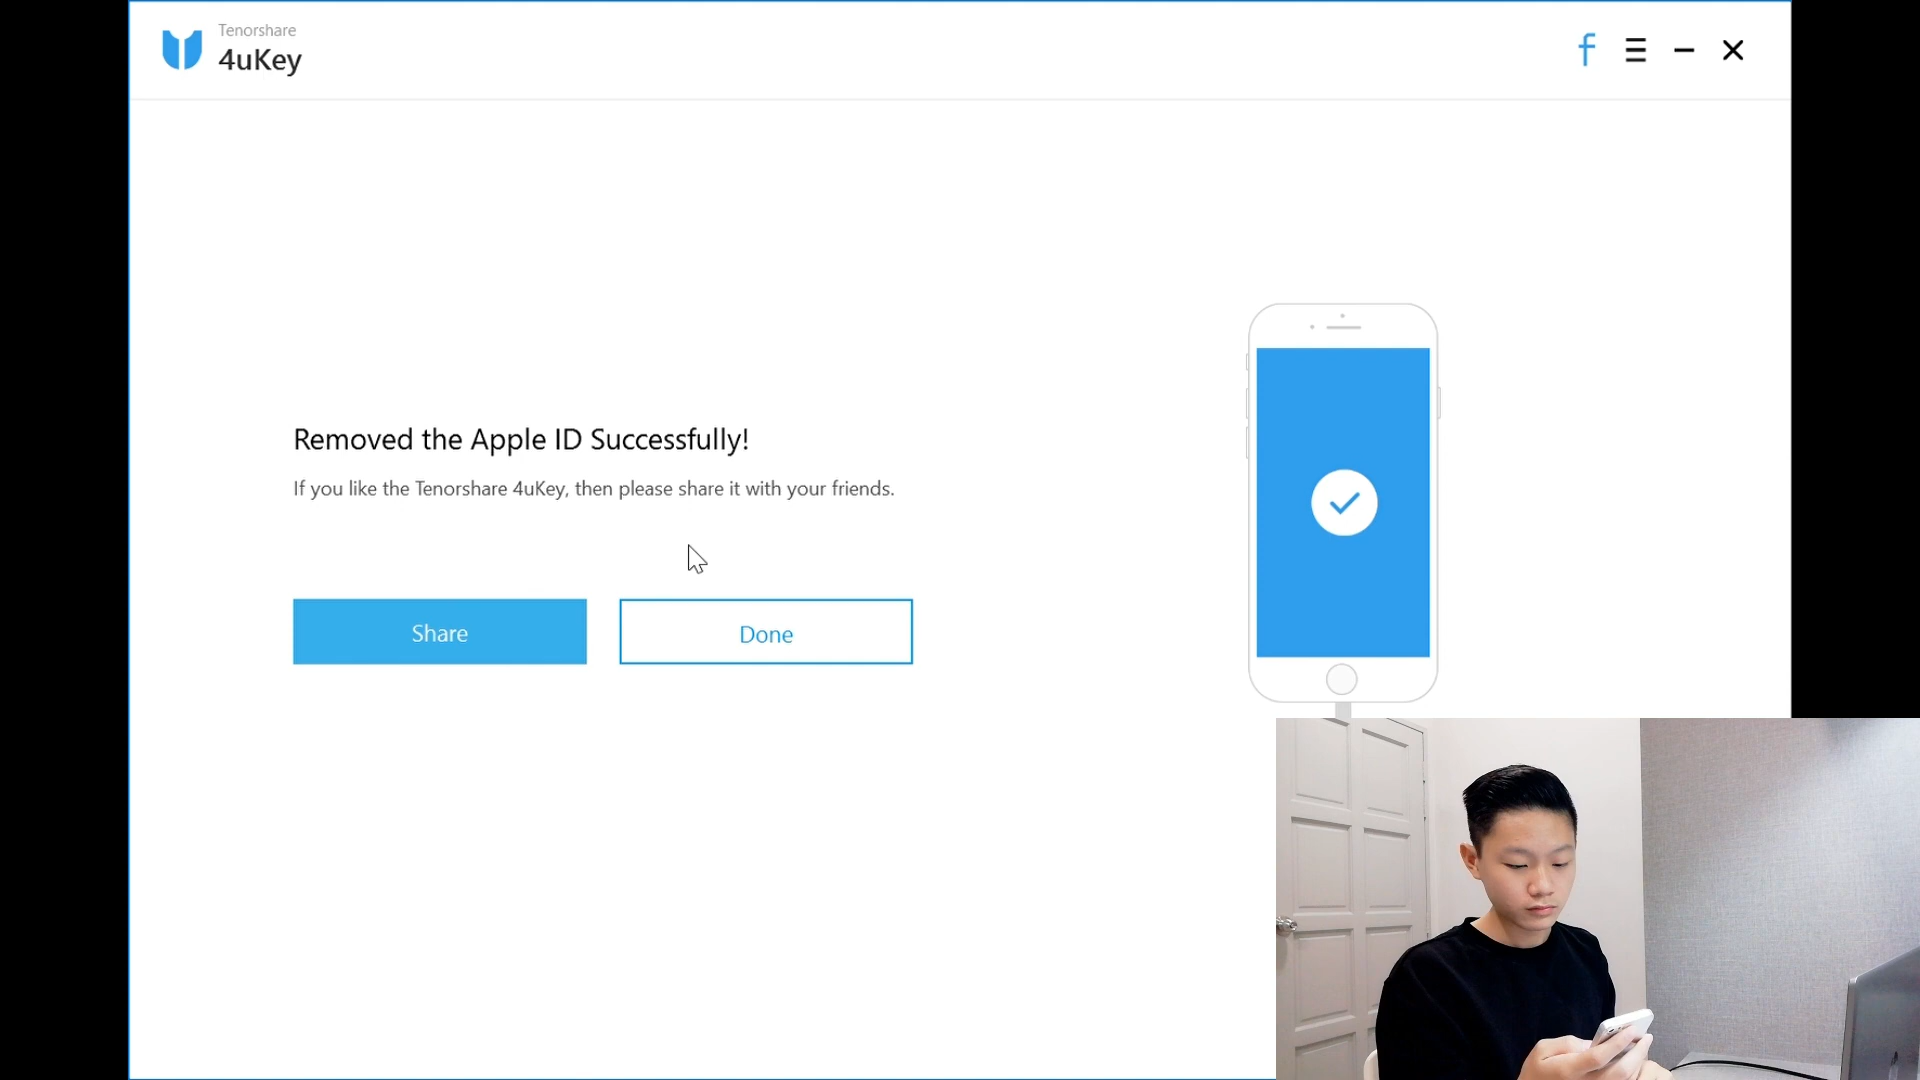 Tenorshare
4uKey
Removed the Apple ID Successfully!
If you like the Tenorshare 4uKey, then please share it with your friends.
Share
Done